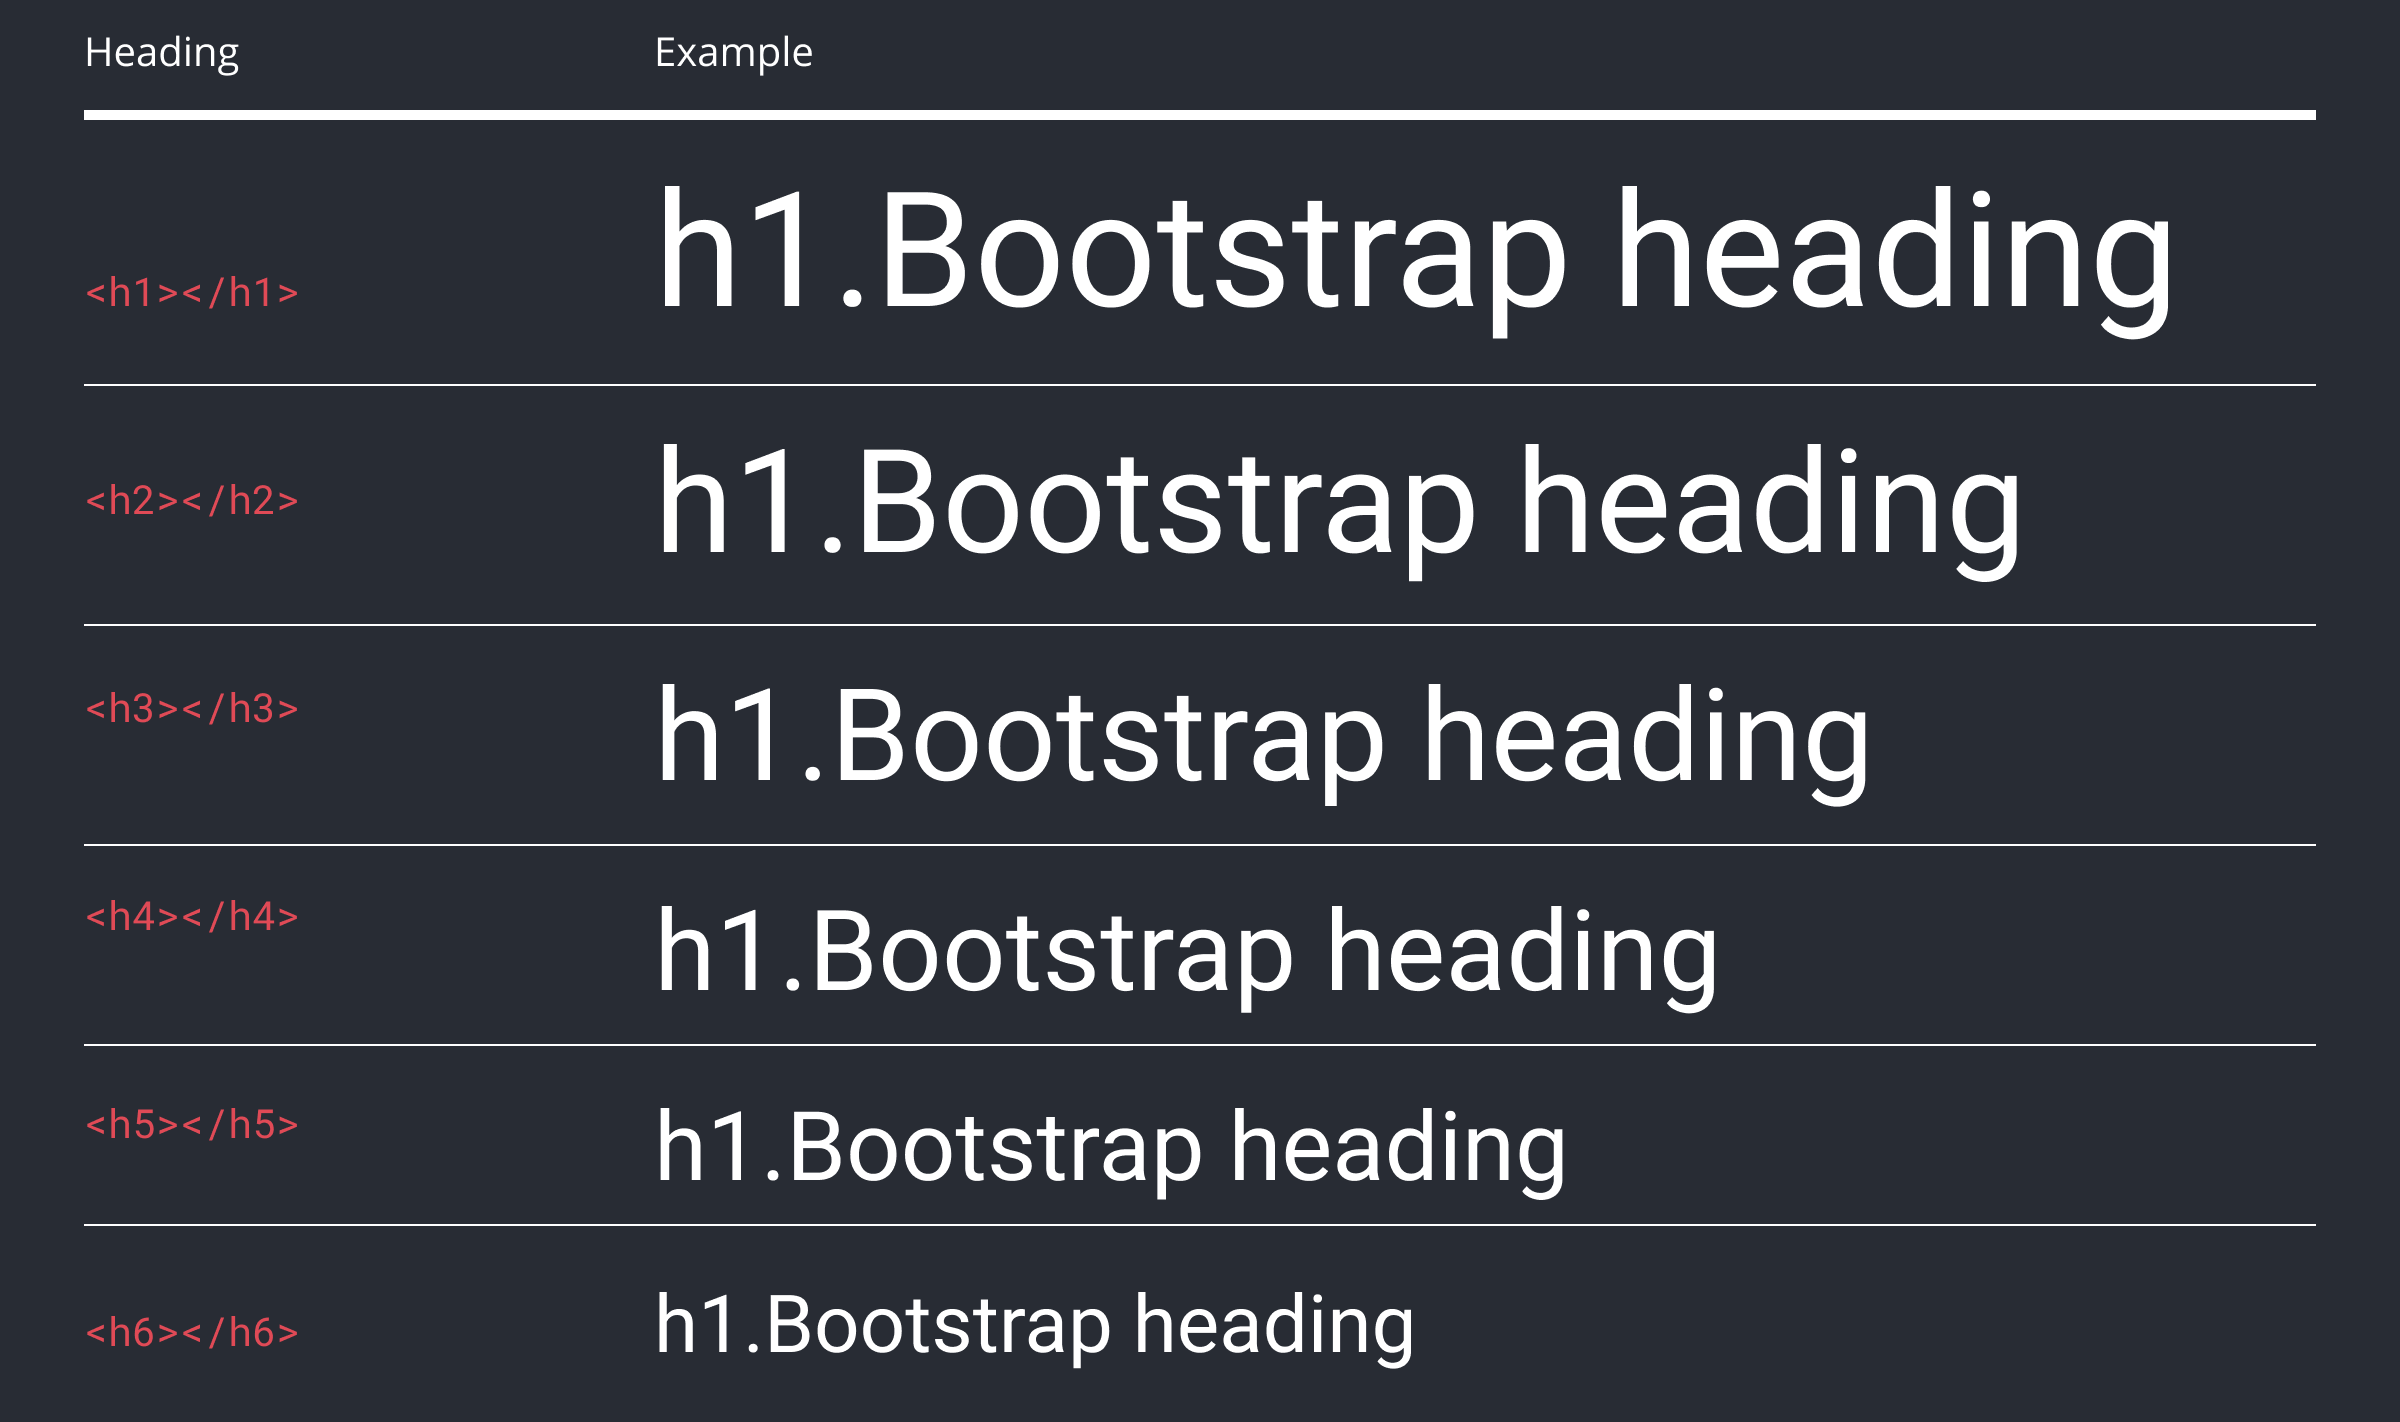 Heading Example
<h1></h1> h1.Bootstrap heading
<h2></h2> h1.Bootstrap heading
<h3></h3> h1.Bootstrap heading
<h4></h4> h1.Bootstrap heading
<h5></h5> h1.Bootstrap heading
<h6></h6> h1.Bootstrap heading